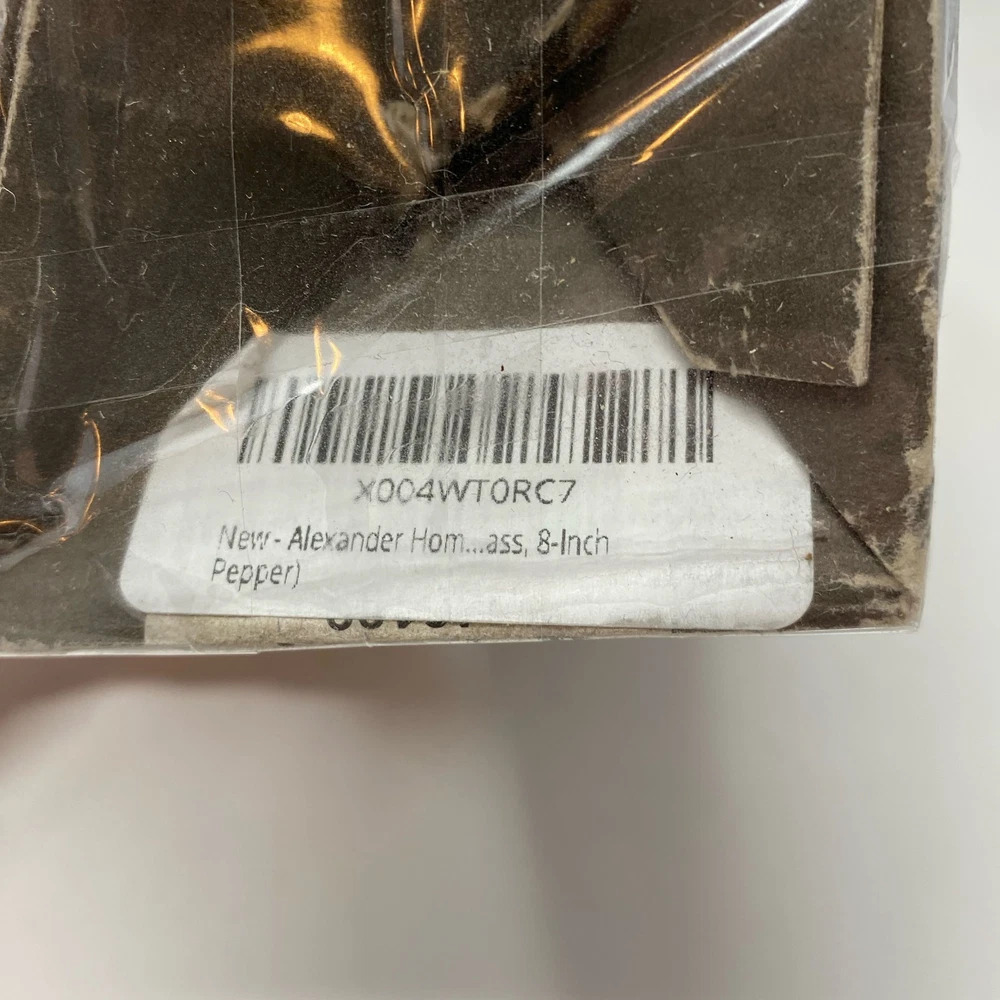 X004WT0RC7
New - Alexander Hom...ass, 8-Inch
Pepper)